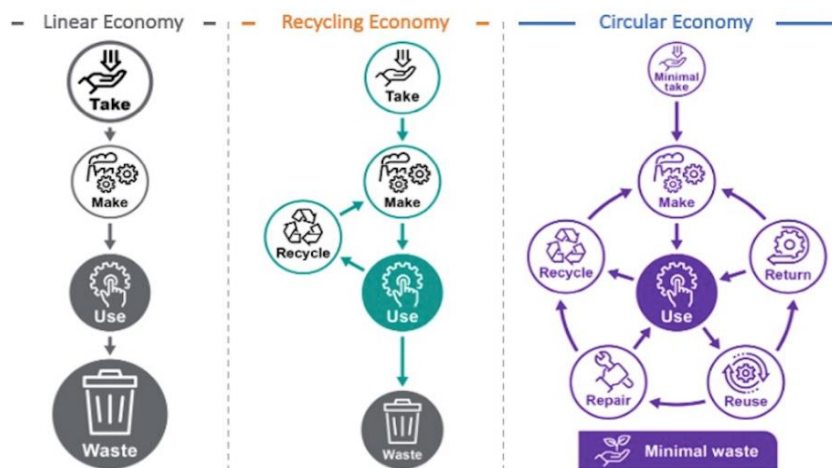 Linear Economy
Take
Make
Use
Waste
Recycling Economy
Take
Make
Recycle
Use
Waste
Circular Economy
Minimal
take
Make
Recycle
Return
Use
Repair
Reuse
Minimal waste